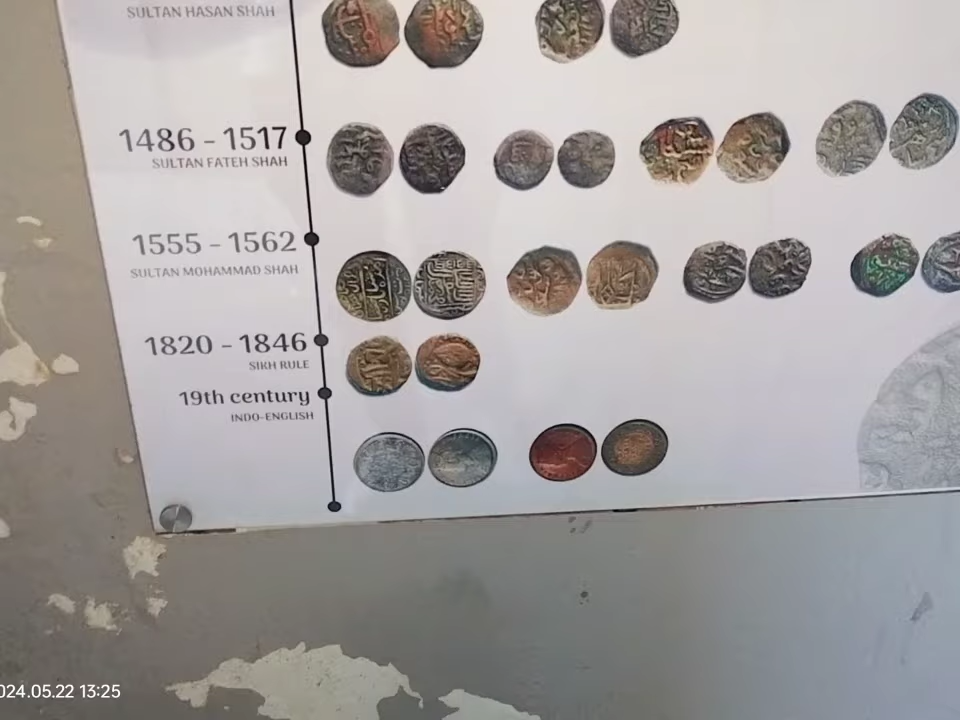 SULTAN HASAN SHAH
1486 - 1517
SULTAN FATEH SHAH
1555 - 1562
SULTAN MOHAMMAD SHAH
1820 - 1846
SIKH RULE
19th century
INDO-ENGLISH
024.05.22 13:25